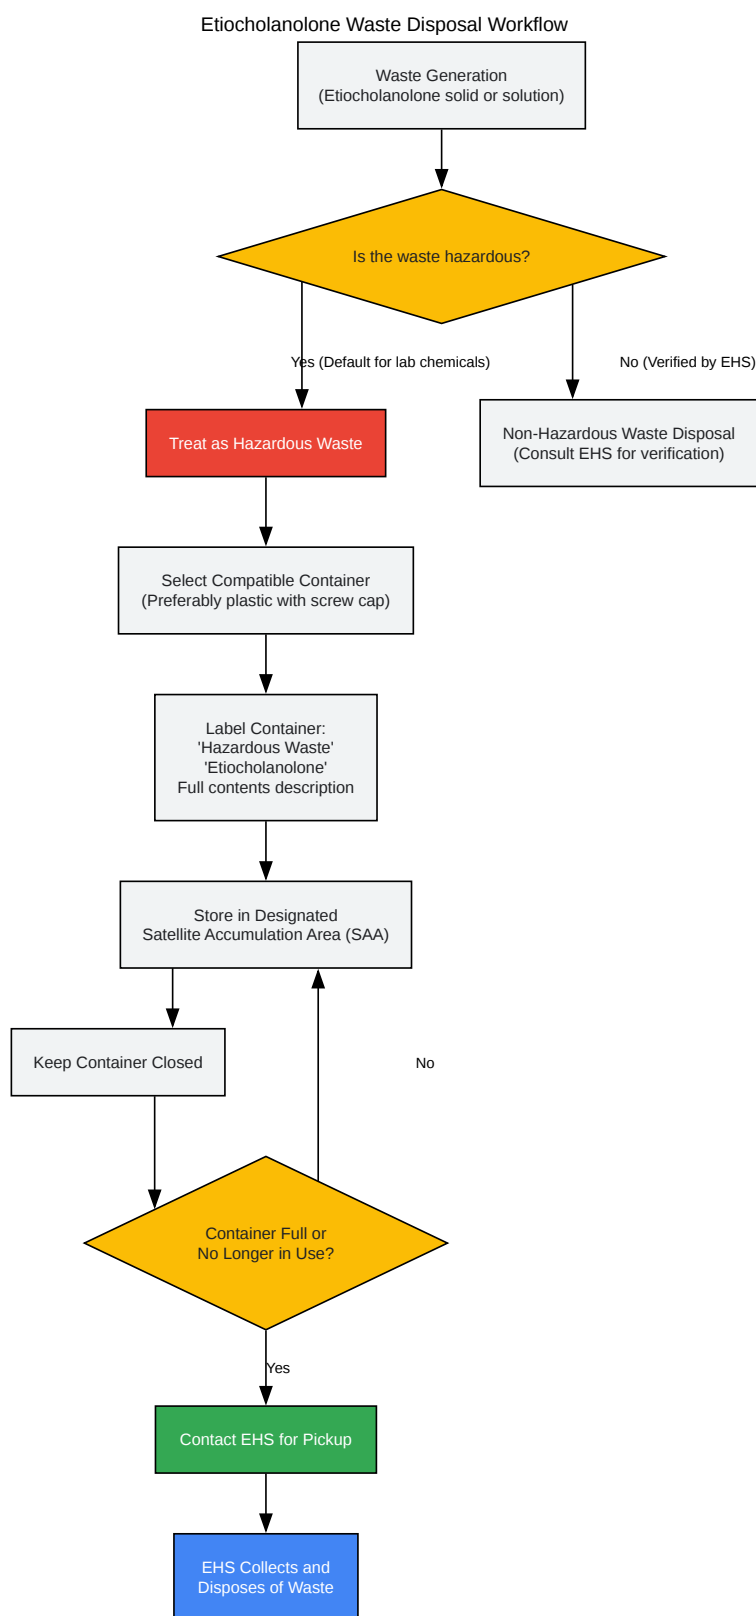 Etiocholanolone Waste Disposal Workflow
Waste Generation
(Etiocholanolone solid or solution)
Is the waste hazardous?
Yes (Default for lab chemicals)
No (Verified by EHS)
Treat as Hazardous Waste
Non-Hazardous Waste Disposal
(Consult EHS for verification)
Select Compatible Container
(Preferably plastic with screw cap)
Label Container:
'Hazardous Waste'
'Etiocholanolone'
Full contents description
Store in Designated
Satellite Accumulation Area (SAA)
Keep Container Closed
No
Container Full or
No Longer in Use?
Yes
Contact EHS for Pickup
EHS Collects and
Disposes of Waste